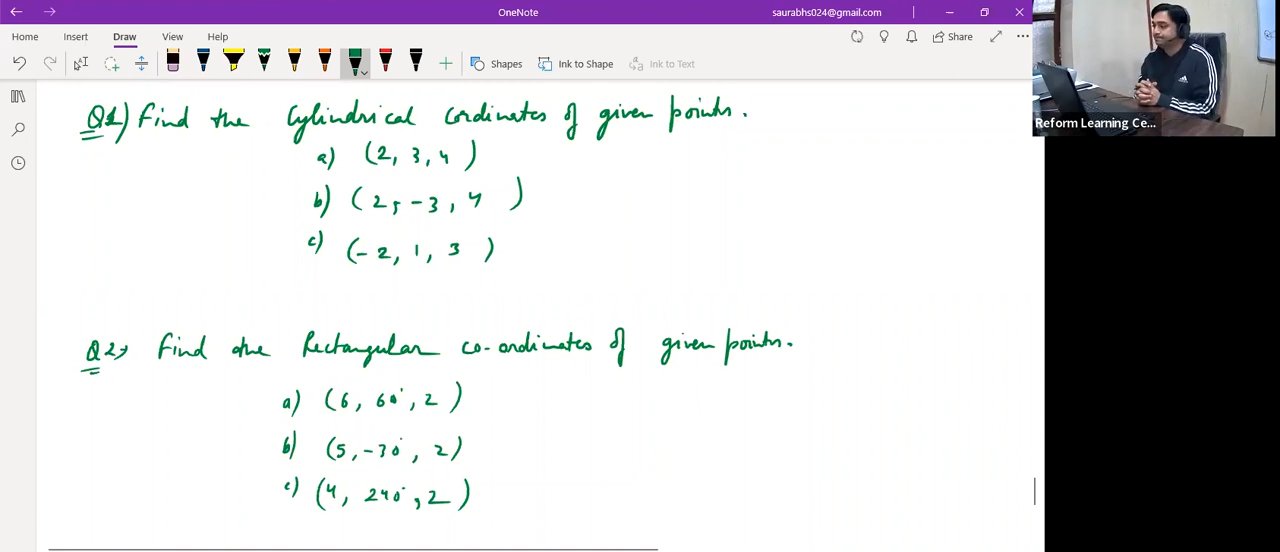 OneNote
saurabhs024@gmail.com
Home Insert Draw View Help
Share
Shapes Ink to Shape Ink to Text
Reform Learning Ce...
Q1) Find the Cylindrical cordinates of given points.
a) (2, 3, 4)
b) (2, -3, 4)
c) (-2, 1, 3)
Q2) Find the Rectangular co-ordinates of given points.
a) (6, 60°, 2)
b) (5, -30°, 2)
c) (4, 240°, 2)